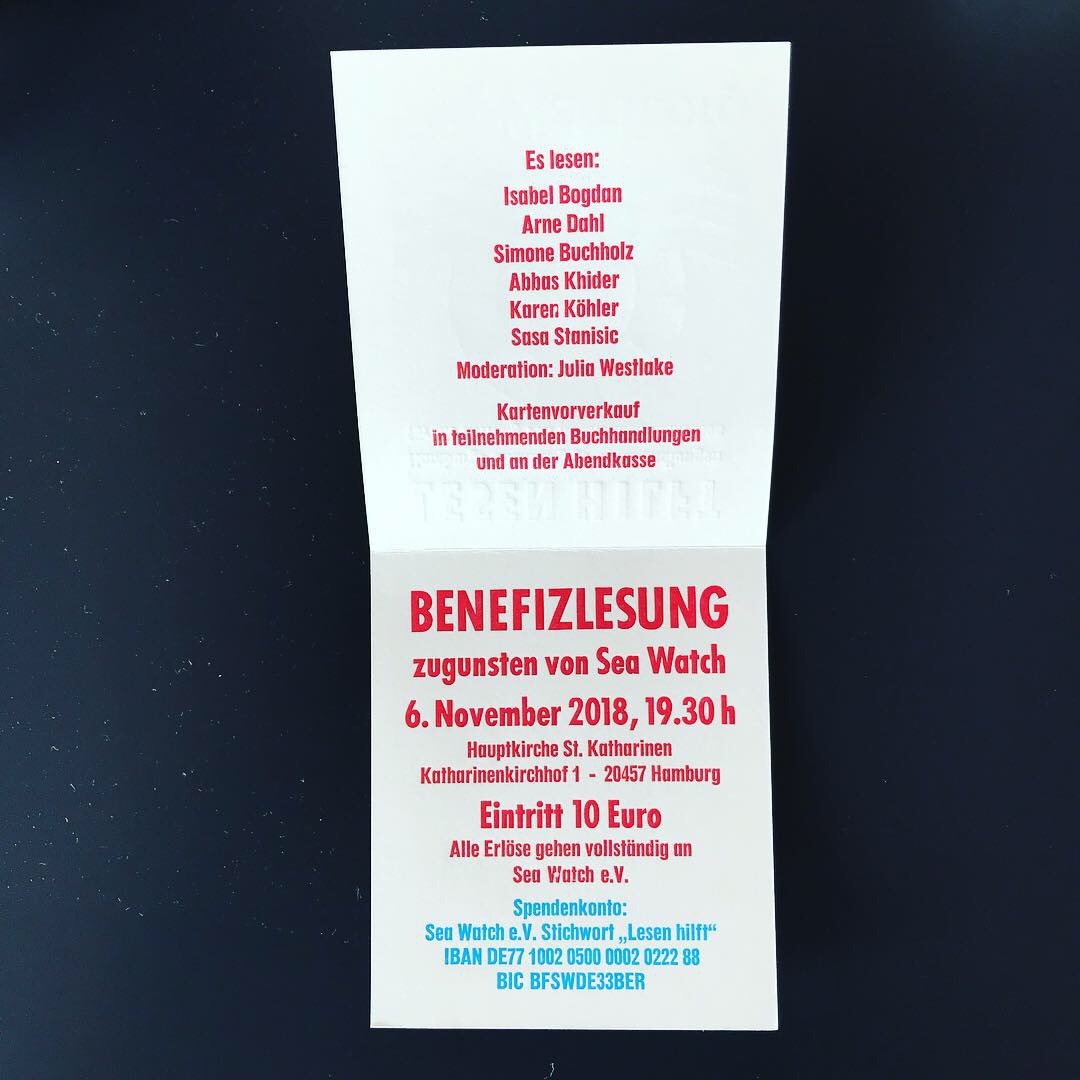 Es lesen:
Isabel Bogdan
Arne Dahl
Simone Buchholz
Abbas Khider
Karen Köhler
Sasa Stanisic
Moderation: Julia Westlake
Kartenvorverkauf
in teilnehmenden Buchhandlungen
und an der Abendkasse
LESEN HILFT
BENEFIZLESUNG
zugunsten von Sea Watch
6. November 2018, 19.30 h
Hauptkirche St. Katharinen
Katharinenkirchhof 1 - 20457 Hamburg
Eintritt 10 Euro
Alle Erlöse gehen vollständig an
Sea Watch e.V.
Spendenkonto:
Sea Watch e.V. Stichwort „Lesen hilft“
IBAN DE77 1002 0500 0002 0222 88
BIC BFSWDE33BER